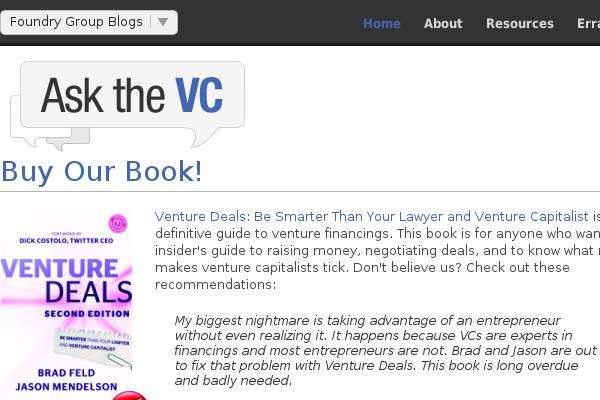 Foundry Group Blogs
Home About Resources
Ask the VC
Buy Our Book!
FOREWORD BY
DICK COSTOLO, TWITTER CEO
VENTURE
DEALS
SECOND EDITION
BE SMARTER THAN YOUR LAWYER
AND VENTURE CAPITALIST
BRAD FELD
JASON MENDELSON
Venture Deals: Be Smarter Than Your Lawyer and Venture Capitalist is
definitive guide to venture financings. This book is for anyone who
insider's guide to raising money, negotiating deals, and to know what
makes venture capitalists tick. Don't believe us? Check out these
recommendations:
My biggest nightmare is taking advantage of an entrepreneur
without even realizing it. It happens because VCs are experts in
financings and most entrepreneurs are not. Brad and Jason are out
to fix that problem with Venture Deals. This book is long overdue
and badly needed.